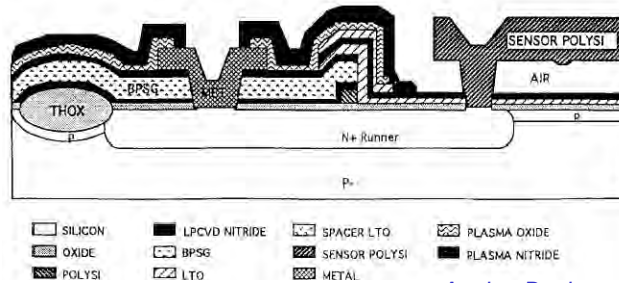 SENSOR POLYSI
BPSG
MET
AIR
THOX
P
P
N+ Runner
P-
SILICON
LPCVD NITRIDE
SPACER LTO
PLASMA OXIDE
OXIDE
BPSG
SENSOR POLYSI
PLASMA NITRIDE
POLYSI
LTO
METAL